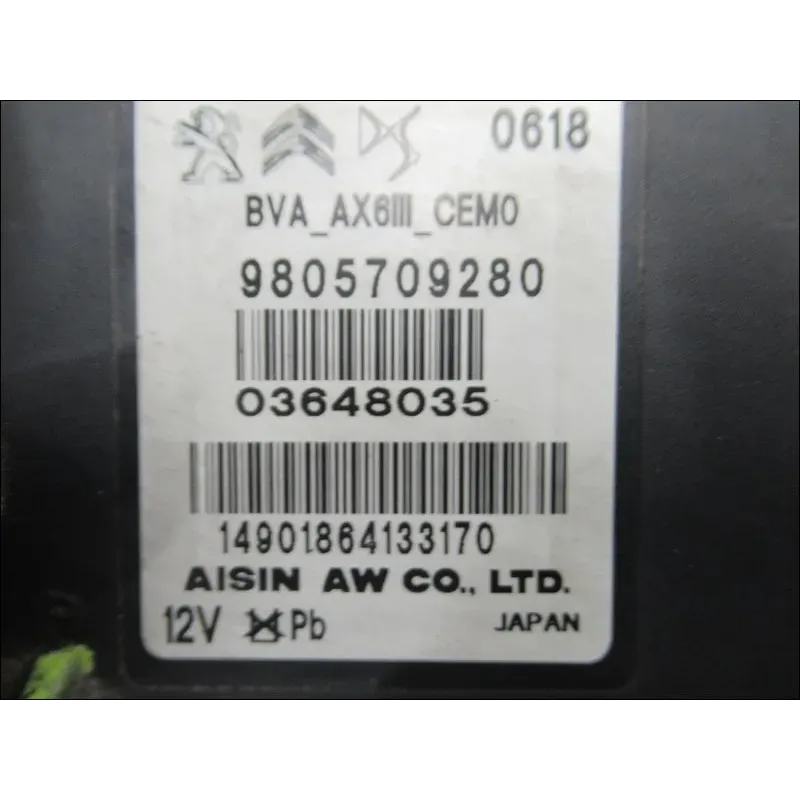 0618
BVA_AX6III_CEM0
9805709280
03648035
14901864133170
AISIN AW CO., LTD.
12V Pb JAPAN